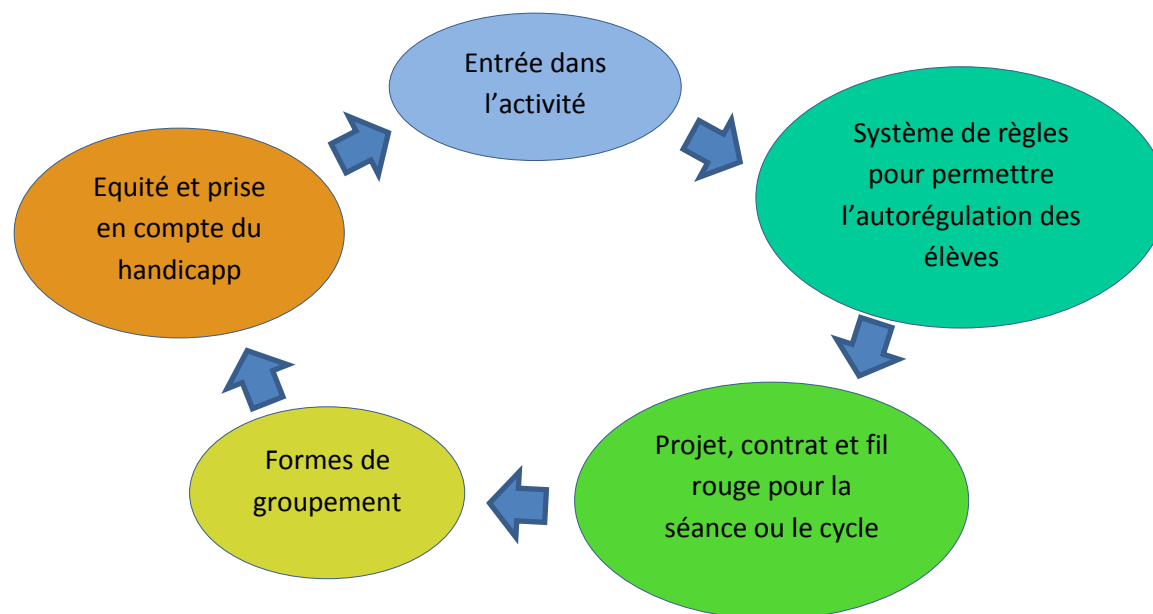 Entrée dans
l’activité
Système de règles
pour permettre
l’autorégulation des
élèves
Projet, contrat et fil
rouge pour la
séance ou le cycle
Formes de
groupement
Equité et prise
en compte du
handicapp